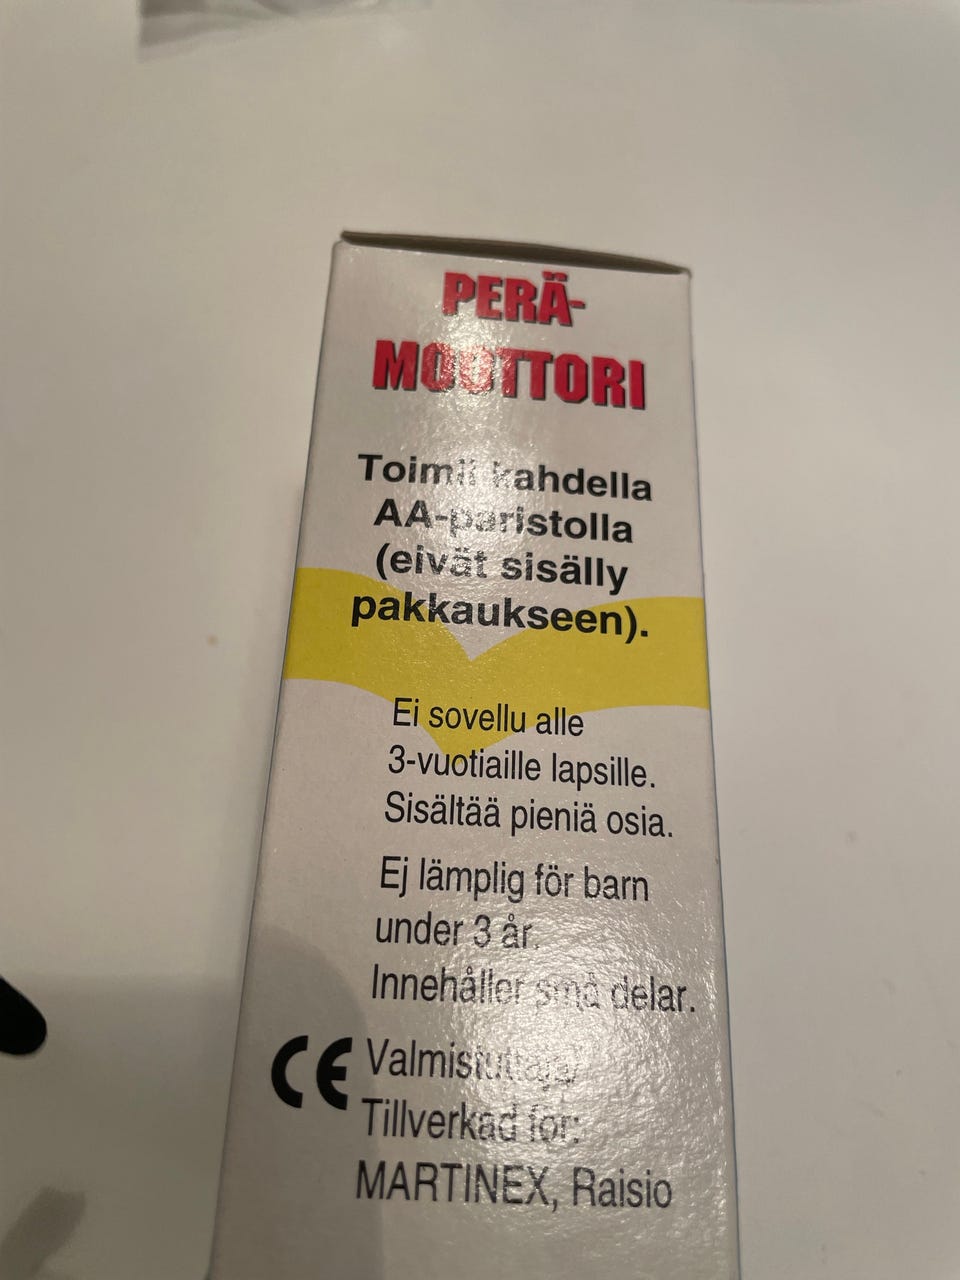 PERÄ-
MOOTTORI
Toimii kahdella
AA-paristolla
(eivät sisälly
pakkaukseen).
Ei sovellu alle
3-vuotiaille lapsille.
Sisältää pieniä osia.
Ej lämplig för barn
under 3 år.
Innehåller små delar.
CE Valmistuttaja/
Tillverkad för:
MARTINEX, Raisio